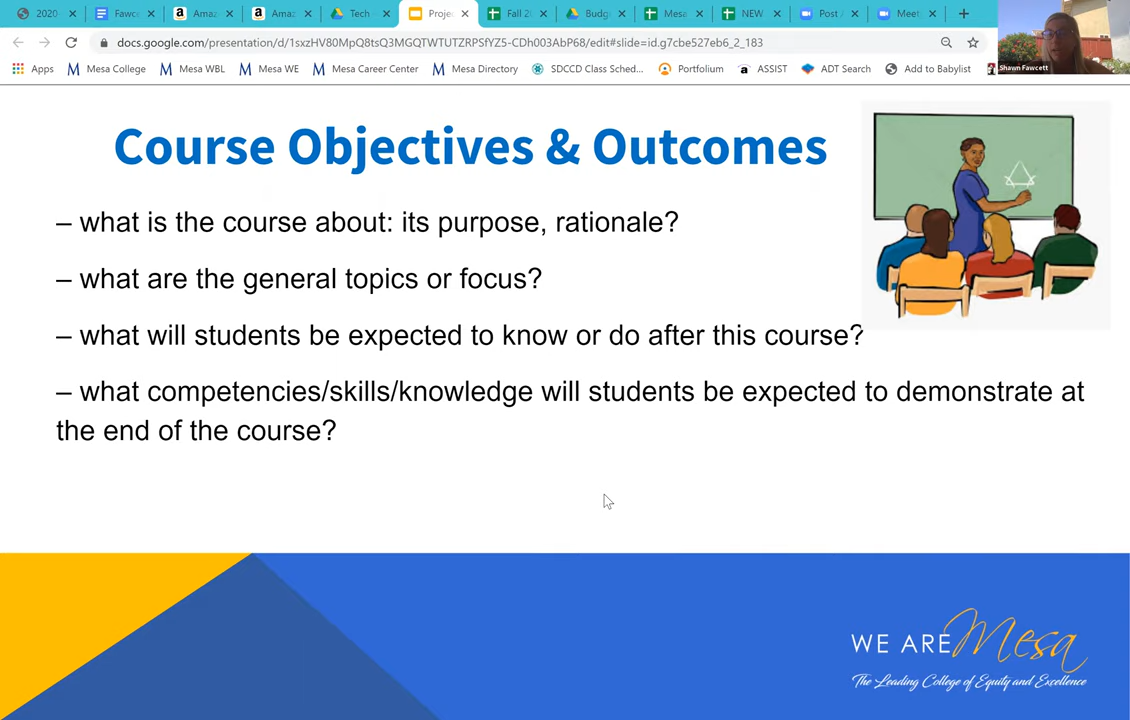 2020
Fawc
Amaz
Amaz
Tech
Proje
Fall 2
Budg
Mesa
NEW
Post /
Meet
docs.google.com/presentation/d/1sxzHV80MpQ8tsQ3MGQTWTUTZRPSfYZ5-CDh003AbP68/edit#slide=id.g7cbe527eb6_2_183
Apps
Mesa College
Mesa WBL
Mesa WE
Mesa Career Center
Mesa Directory
SDCCD Class Sched...
Portfolium
ASSIST
ADT Search
Add to Babylist
Shawn Fawcett
Course Objectives & Outcomes
– what is the course about: its purpose, rationale?
– what are the general topics or focus?
– what will students be expected to know or do after this course?
– what competencies/skills/knowledge will students be expected to demonstrate at
the end of the course?
WE ARE Mesa
The Leading College of Equity and Excellence